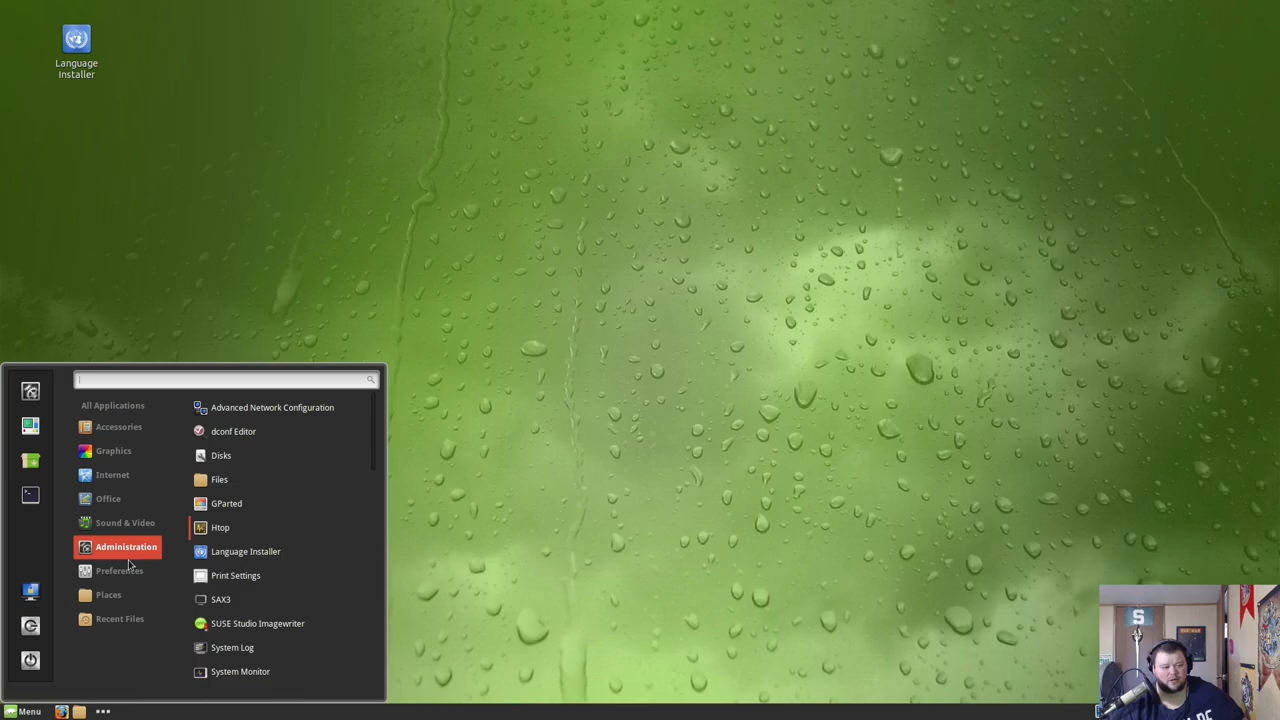 Language
Installer
All Applications
Accessories
Graphics
Internet
Office
Sound & Video
Administration
Preferences
Places
Recent Files
Advanced Network Configuration
dconf Editor
Disks
Files
GParted
Htop
Language Installer
Print Settings
SAX3
SUSE Studio Imagewriter
System Log
System Monitor
Menu
S